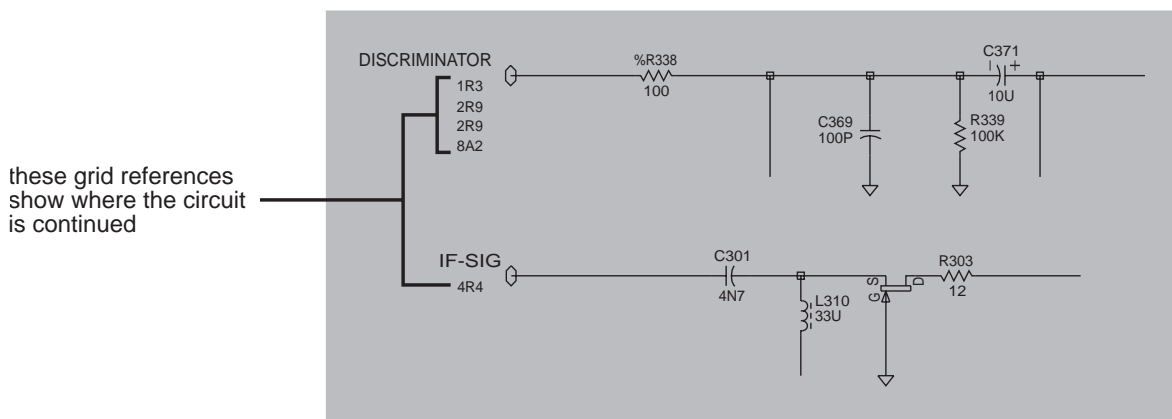 these grid references
show where the circuit
is continued
DISCRIMINATOR
1R3
2R9
2R9
8A2
%R338
100
C369
100P
R339
100K
C371
− +
10U
IF-SIG
4R4
C301
4N7
L310
33U
G S D
R303
12